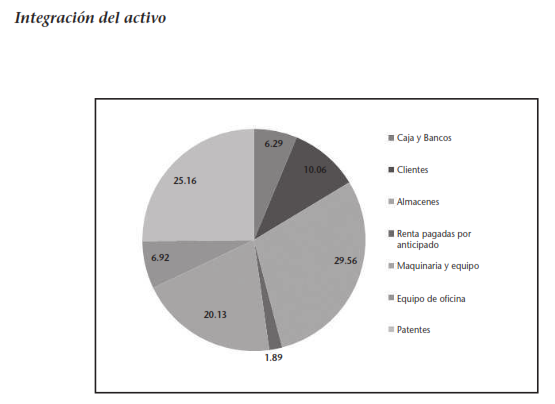 Integración del activo
6.29
10.06
25.16
29.56
6.92
20.13
1.89
Caja y Bancos
Clientes
Almacenes
Renta pagadas por
anticipado
Maquinaria y equipo
Equipo de oficina
Patentes